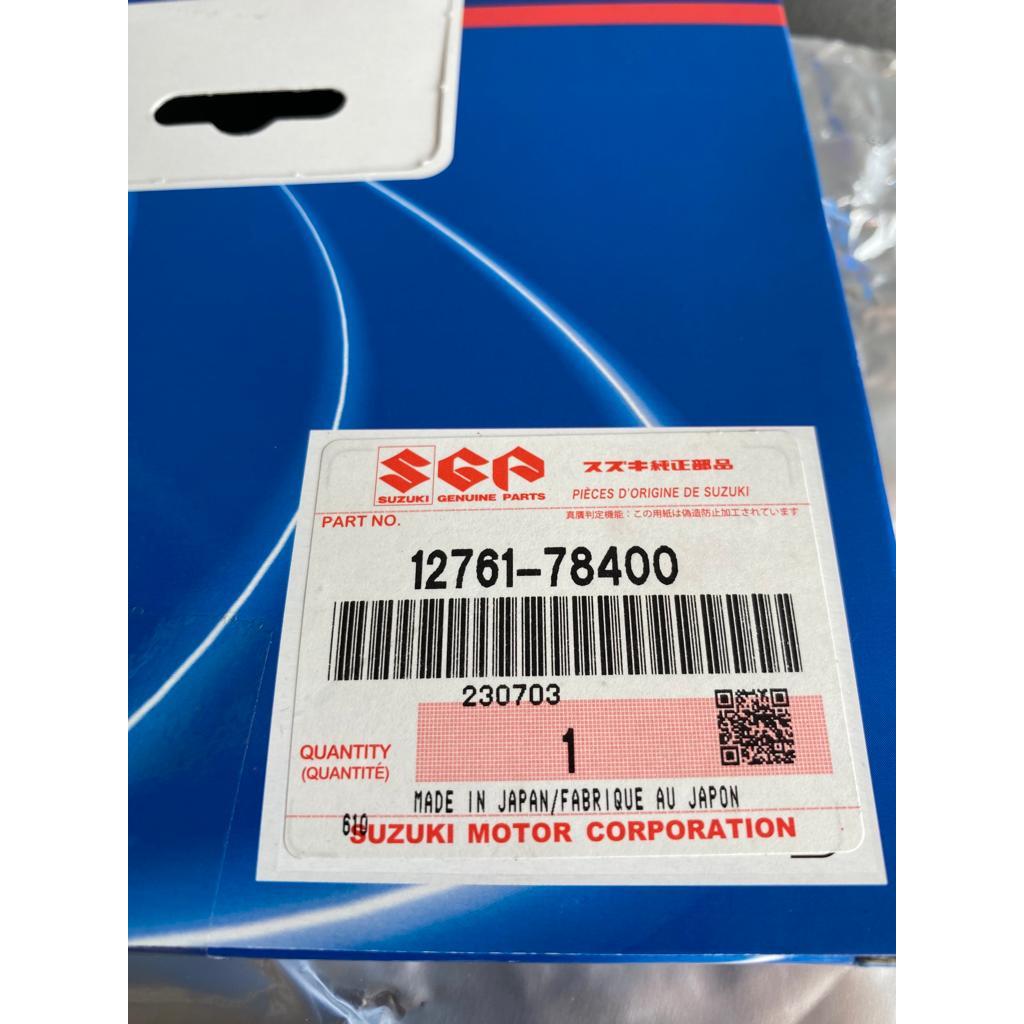 SGP
SUZUKI GENUINE PARTS
スズキ純正部品
PIÈCES D'ORIGINE DE SUZUKI
真贋判定機能：この用紙は偽造防止加工されています
PART NO.
12761-78400
230703
QUANTITY
(QUANTITÉ)
1
MADE IN JAPAN/FABRIQUE AU JAPON
610
SUZUKI MOTOR CORPORATION